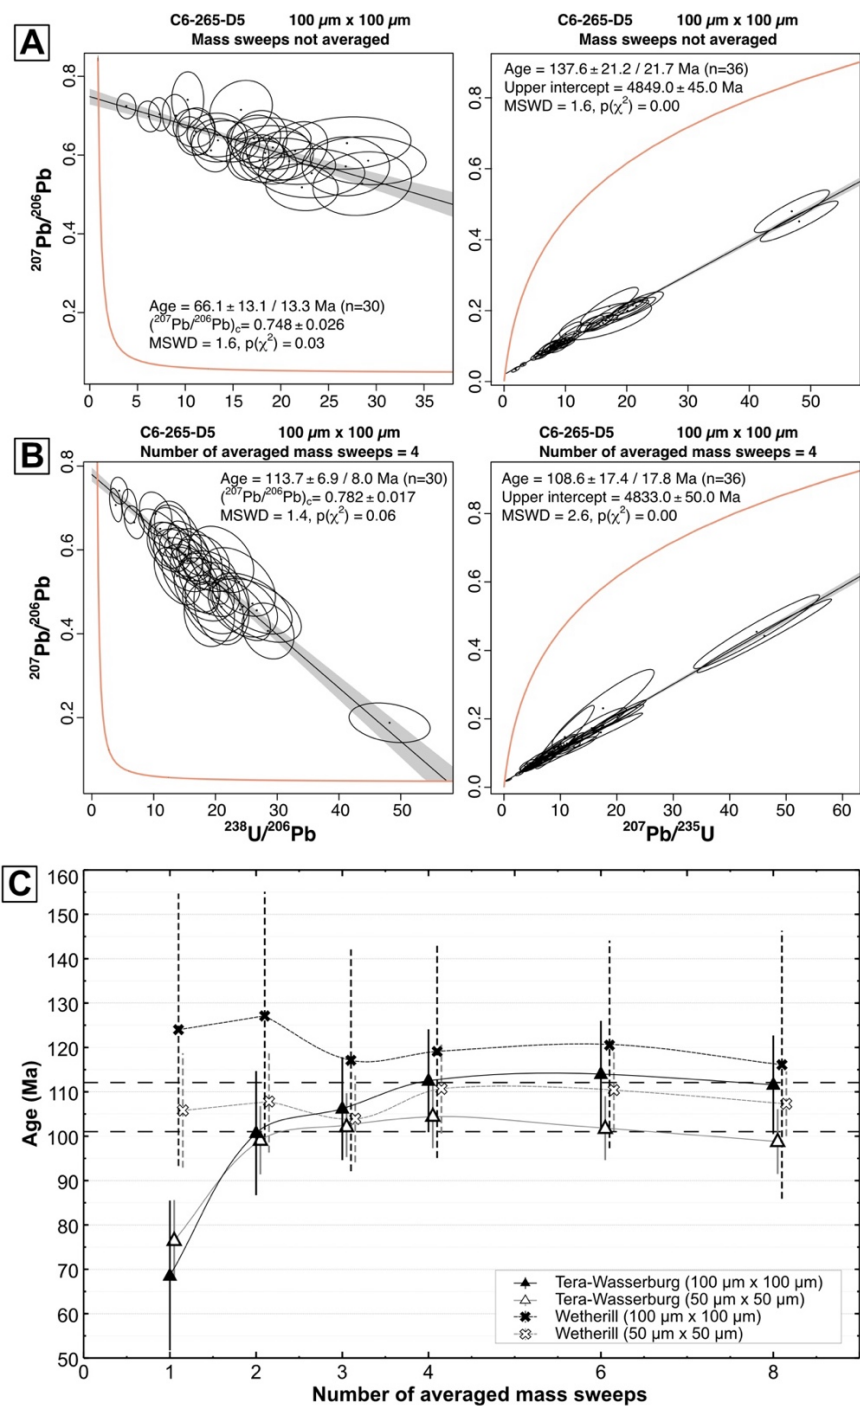 A
C6-265-D5 100 µm x 100 µm
Mass sweeps not averaged
0.8
0.6
0.4
0.2
²⁰⁷Pb/²⁰⁶Pb
Age = 66.1 ± 13.1 / 13.3 Ma (n=30)
(²⁰⁷Pb/²⁰⁶Pb)c= 0.748 ± 0.026
MSWD = 1.6, p(χ²) = 0.03
0 5 10 15 20 25 30 35
C6-265-D5 100 µm x 100 µm
Mass sweeps not averaged
Age = 137.6 ± 21.2 / 21.7 Ma (n=36)
Upper intercept = 4849.0 ± 45.0 Ma
MSWD = 1.6, p(χ²) = 0.00
0.8
0.6
0.4
0.2
0.0
0 10 20 30 40 50
B
C6-265-D5 100 µm x 100 µm
Number of averaged mass sweeps = 4
Age = 113.7 ± 6.9 / 8.0 Ma (n=30)
(²⁰⁷Pb/²⁰⁶Pb)c= 0.782 ± 0.017
MSWD = 1.4, p(χ²) = 0.06
0.8
0.6
0.4
0.2
²⁰⁷Pb/²⁰⁶Pb
0 10 20 30 40 50
²³⁸U/²⁰⁶Pb
C6-265-D5 100 µm x 100 µm
Number of averaged mass sweeps = 4
Age = 108.6 ± 17.4 / 17.8 Ma (n=36)
Upper intercept = 4833.0 ± 50.0 Ma
MSWD = 2.6, p(χ²) = 0.00
0.8
0.6
0.4
0.2
0.0
0 10 20 30 40 50 60
²⁰⁷Pb/²³⁵U
C
160
150
140
130
120
110
100
90
80
70
60
50
Age (Ma)
Tera-Wasserburg (100 µm x 100 µm)
Tera-Wasserburg (50 µm x 50 µm)
Wetherill (100 µm x 100 µm)
Wetherill (50 µm x 50 µm)
0 1 2 3 4 6 8
Number of averaged mass sweeps